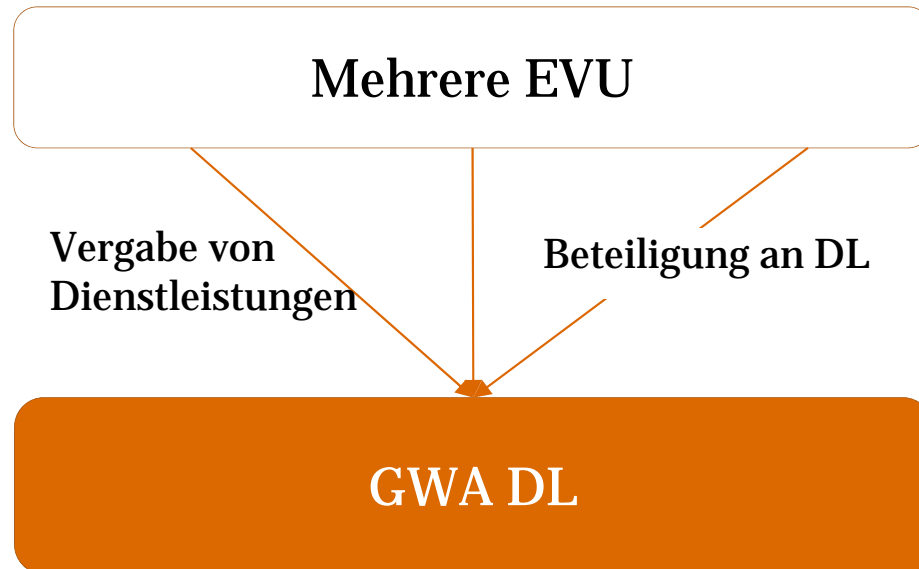 Mehrere EVU
Vergabe von
Dienstleistungen
Beteiligung an DL
GWA DL